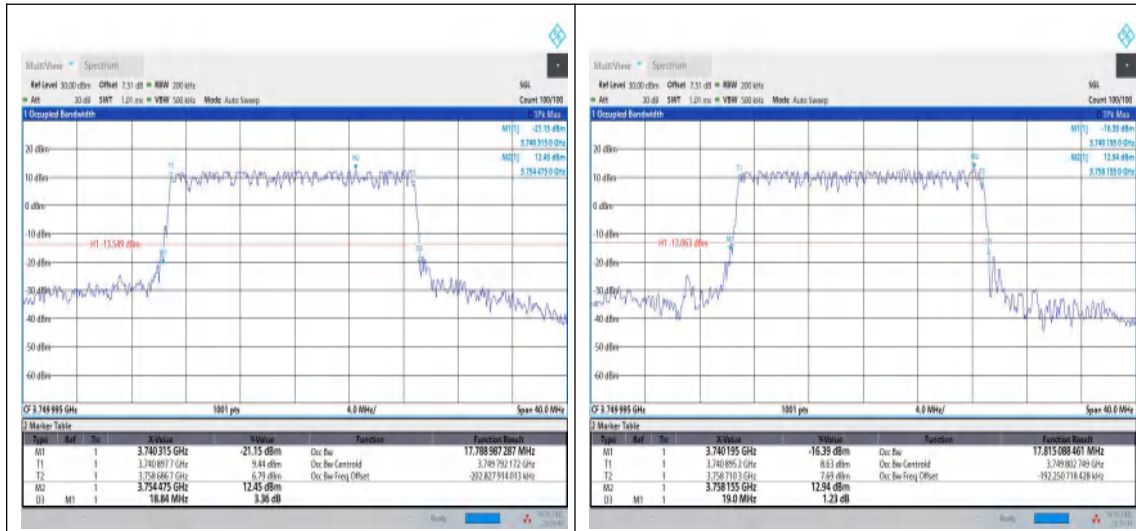 MultiView Spectrum
Ref Level 30.00 dBm Offset 7.51 dB RBW 200 kHz SGL
Att 30 dB SWT 1.01 ms VBW 500 kHz Mode Auto Sweep Count 100/100
1 Occupied Bandwidth 1Pk Max
M1[1] -21.15 dBm
3.740 315 0 GHz
M2[1] 12.45 dBm
3.754 475 0 GHz
20 dBm
10 dBm
0 dBm
-10 dBm
H1 -13.549 dBm
-20 dBm
-30 dBm
-40 dBm
-50 dBm
-60 dBm
CF 3.749 995 GHz 1001 pts 4.0 MHz/ Span 40.0 MHz
2 Marker Table
Type Ref Trc X-Value Y-Value Function Function Result
M1 1 3.740 315 GHz -21.15 dBm Occ Bw 17.788 987 287 MHz
T1 1 3.740 897 7 GHz 9.44 dBm Occ Bw Centroid 3.749 792 172 GHz
T2 1 3.758 686 7 GHz 6.79 dBm Occ Bw Freq Offset -202.827 914 013 kHz
M2 1 3.754 475 GHz 12.45 dBm
D3 M1 1 18.84 MHz 3.36 dB
Ready
MultiView Spectrum
Ref Level 30.00 dBm Offset 7.51 dB RBW 200 kHz SGL
Att 30 dB SWT 1.01 ms VBW 500 kHz Mode Auto Sweep Count 100/100
1 Occupied Bandwidth 1Pk Max
M1[1] -16.39 dBm
3.740 195 0 GHz
M2[1] 12.94 dBm
3.758 155 0 GHz
20 dBm
10 dBm
0 dBm
-10 dBm
H1 -13.063 dBm
-20 dBm
-30 dBm
-40 dBm
-50 dBm
-60 dBm
CF 3.749 995 GHz 1001 pts 4.0 MHz/ Span 40.0 MHz
2 Marker Table
Type Ref Trc X-Value Y-Value Function Function Result
M1 1 3.740 195 GHz -16.39 dBm Occ Bw 17.815 088 461 MHz
T1 1 3.740 895 2 GHz 8.63 dBm Occ Bw Centroid 3.749 802 749 GHz
T2 1 3.758 710 3 GHz 7.69 dBm Occ Bw Freq Offset -192.250 718 428 kHz
M2 1 3.758 155 GHz 12.94 dBm
D3 M1 1 19.0 MHz 1.23 dB
Ready